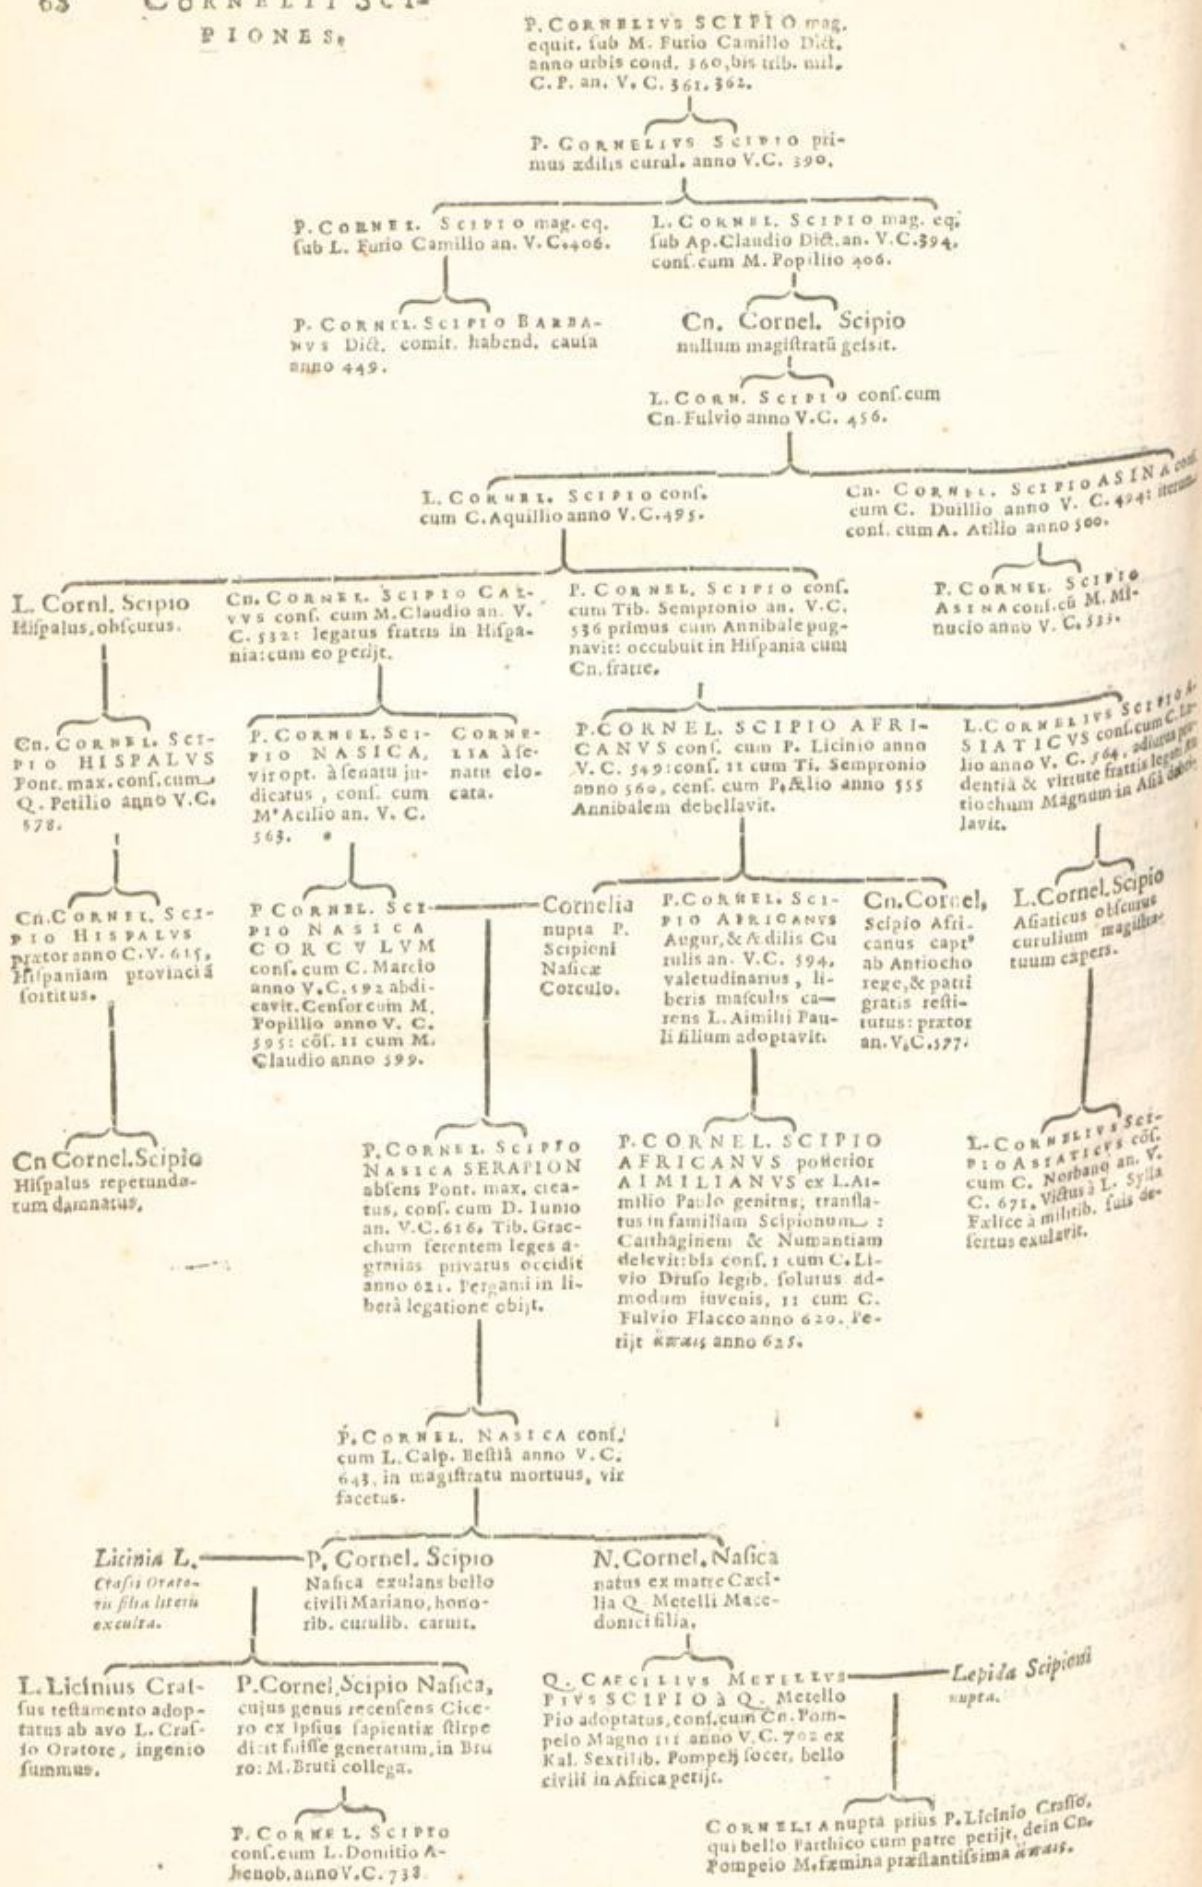 68 CORNELII SCI-
PIONES.
P. CORNELIVS SCIPIO mag.
equit. ſub M. Furio Camillo Dict.
anno urbis cond. 360, bis trib. mil.
C. P. an. V. C. 361. 362.
P. CORNELIVS SCIPIO pri-
mus ædilis curul. anno V.C. 390.
P. CORNEL. SCIPIO mag. eq.
ſub L. Furio Camillo an. V. C. 406.
L. CORNEL. SCIPIO mag. eq.
ſub Ap. Claudio Dict. an. V.C. 394.
conſ. cum M. Popillio 406.
P. CORNEL. SCIPIO BARBA-
NVS Dict. comit. habend. cauſa
anno 449.
Cn. Cornel. Scipio
nullum magiſtratū geſsit.
L. CORN. SCIPIO conſ. cum
Cn. Fulvio anno V.C. 456.
L. CORNEL. SCIPIO conſ.
cum C. Aquillio anno V.C. 495.
Cn. CORNEL. SCIPIO ASINA conſ.
cum C. Duillio anno V. C. 494: iterum
conſ. cum A. Atilio anno 500.
L. Cornl. Scipio
Hiſpalus, obſcurus.
Cn. CORNEL. SCIPIO CAL-
VVS conſ. cum M. Claudio an. V.
C. 532: legatus fratris in Hiſpa-
nia: cum eo perijt.
P. CORNEL. SCIPIO conſ.
cum Tib. Sempronio an. V.C.
536 primus cum Annibale pug-
navit: occubuit in Hiſpania cum
Cn. fratre.
P. CORNEL. SCIPIO
ASINA conſ. cū M. Mi-
nucio anno V. C. 533.
Cn. CORNEL. SCI-
PIO HISPALVS
Pont. max. conſ. cum
Q. Petilio anno V.C.
578.
P. CORNEL. SCI-
PIO NASICA,
vir opt. à ſenatu ju-
dicatus, conſ. cum
M' Acilio an. V. C.
563.
CORNE-
LIA à ſe-
natu elo-
cata.
P. CORNEL. SCIPIO AFRI-
CANVS conſ. cum P. Licinio anno
V. C. 549: conſ. II cum Ti. Sempronio
anno 560, cenſ. cum P. Ælio anno 555
Annibalem debellavit.
L. CORNELIVS SCIPIO A-
SIATICVS conſ. cum C. Læ-
lio anno V. C. 564, adiutus pru-
dentiâ & virtute fratris legati An-
tiochum Magnum in Aſiâ debel-
lavit.
Cn. CORNEL. SCI-
PIO HISPALVS
prætor anno C.V. 615,
Hiſpaniam provinciā
ſortitus.
P CORNEL. SCI-
PIO NASICA
CORCVLVM
conſ. cum C. Marcio
anno V.C. 592 abdi-
cavit. Cenſor cum M.
Popillio anno V. C.
595: cōſ. II cum M.
Claudio anno 599.
Cornelia
nupta P.
Scipioni
Naſicæ
Corculo.
P. CORNEL. SCI-
PIO AFRICANVS
Augur, & Ædilis Cu
rulis an. V.C. 594,
valetudinarius, li-
beris maſculis ca-
rens L. Aimilij Pau-
li filium adoptavit.
Cn. Cornel,
Scipio Afri-
canus capt'
ab Antiocho
rege, & patri
gratis reſti-
tutus: prætor
an. V.C. 577.
L. Cornel. Scipio
Aſiaticus obſcurus
curulium magiſtra-
tuum expers.
Cn Cornel. Scipio
Hiſpalus repetunda-
rum damnatus.
P. CORNEL. SCIPIO
NASICA SERAPION
abſens Pont. max. crea-
tus, conſ. cum D. Iunio
an. V.C. 616. Tib. Grac-
chum ferentem leges a-
grarias privatus occidit
anno 621. Pergami in li-
berâ legatione obijt.
P. CORNEL. SCIPIO
AFRICANVS poſterior
AIMILIANVS ex L. Ai-
milio Paulo genitus; tranſla-
tus in familiam Scipionum:
Carthaginem & Numantiam
delevit: bis conſ. I cum C. Li-
vio Druſo legib. ſolutus ad-
modum iuvenis, II cum C.
Fulvio Flacco anno 620. Pe-
rijt ἄπαις anno 625.
L. CORNELIVS SCI-
PIO ASIATICVS cōſ.
cum C. Norbano an. V.
C. 671. Victus à L. Sylla
Fælice à militib. ſuis de-
ſertus exulavit.
P. CORNEL. NASICA conſ.
cum L. Calp. Beſtiâ anno V. C.
643. in magiſtratu mortuus, vir
facetus.
Licinia L.
Craſſi Orato-
ris filia literis
exculta.
P. Cornel. Scipio
Naſica exulans bello
civili Mariano, hono-
rib. curulib. caruit.
N. Cornel. Naſica
natus ex matre Cæci-
lia Q. Metelli Mace-
donici filia.
L. Licinius Craſ-
ſus teſtamento adop-
tatus ab avo L. Craſ-
ſo Oratore, ingenio
ſummus.
P. Cornel. Scipio Naſica,
cujus genus recenſens Cice-
ro ex ipſius ſapientiæ ſtirpe
dicit fuiſſe generatum, in Bru
to: M. Bruti collega.
Q. CAECILIVS METELLVS
PIVS SCIPIO à Q. Metello
Pio adoptatus, conſ. cum Cn. Pom-
peio Magno III anno V.C. 702 ex
Kal. Sextilib. Pompeij ſocer, bello
civili in Africa perijt.
Lepida Scipioni
nupta.
P. CORNEL. SCIPIO
conſ. cum L. Domitio A-
henob. anno V.C. 738.
CORNELIA nupta prius P. Licinio Craſſo,
qui bello Parthico cum patre perijt, dein Cn.
Pompeio M. fæmina præſtantiſsima ἄπαις.